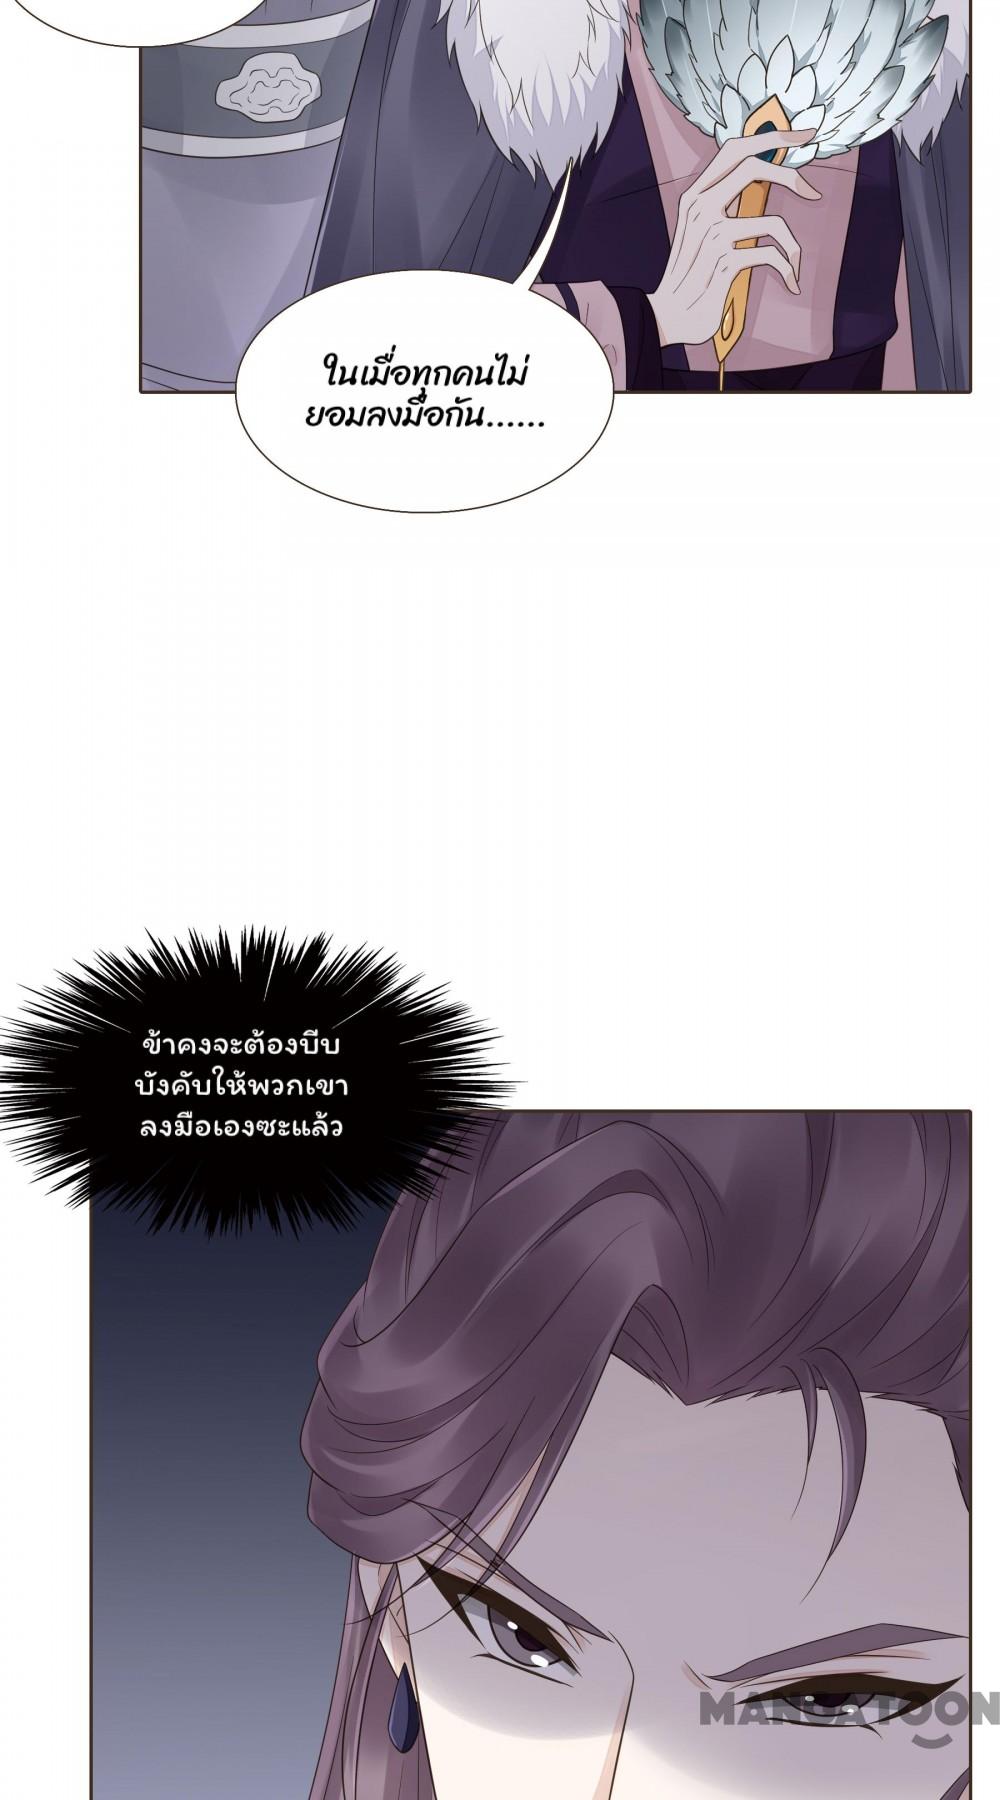 ในเมื่อทุกคนไม่
ยอมลงมือกัน......
ข้าคงจะต้องบีบ
บังคับให้พวกเขา
ลงมือเองซะแล้ว
MANGATOON